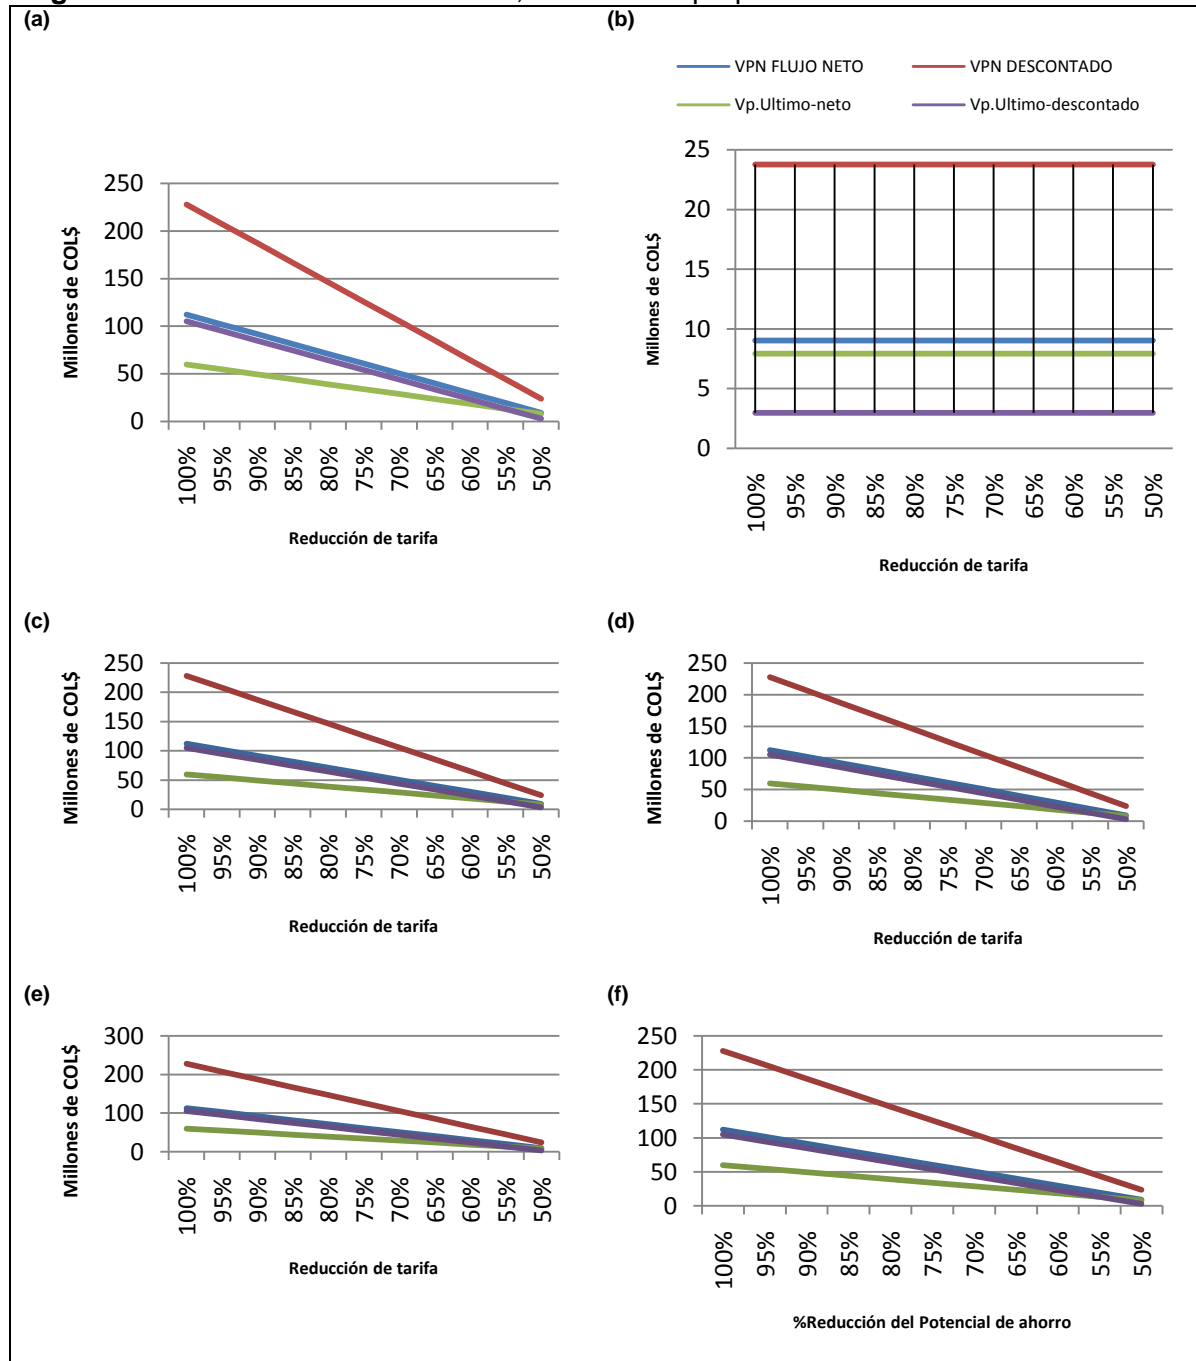 (a)
Millones de COL$
250
200
150
100
50
0
100% 95% 90% 85% 80% 75% 70% 65% 60% 55% 50%
Reducción de tarifa
(b)
VPN FLUJO NETO VPN DESCONTADO
Vp.Ultimo-neto Vp.Ultimo-descontado
Millones de COL$
25
20
15
10
5
0
100% 95% 90% 85% 80% 75% 70% 65% 60% 55% 50%
Reducción de tarifa
(c)
Millones de COL$
250
200
150
100
50
0
100% 95% 90% 85% 80% 75% 70% 65% 60% 55% 50%
Reducción de tarifa
(d)
Millones de COL$
250
200
150
100
50
0
100% 95% 90% 85% 80% 75% 70% 65% 60% 55% 50%
Reducción de tarifa
(e)
Millones de COL$
300
200
100
0
100% 95% 90% 85% 80% 75% 70% 65% 60% 55% 50%
Reducción de tarifa
(f)
250
200
150
100
50
0
100% 95% 90% 85% 80% 75% 70% 65% 60% 55% 50%
%Reducción del Potencial de ahorro